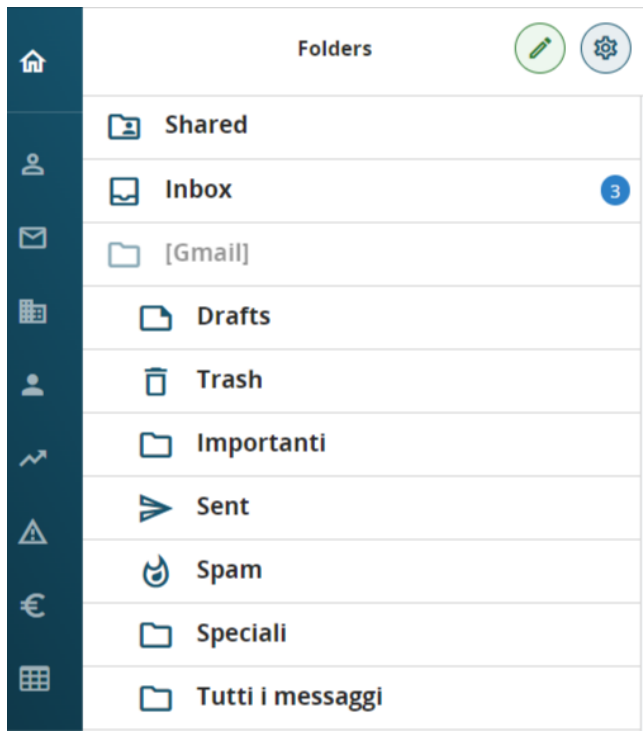 Folders
Shared
Inbox
3
[Gmail]
Drafts
Trash
Importanti
Sent
Spam
Speciali
Tutti i messaggi